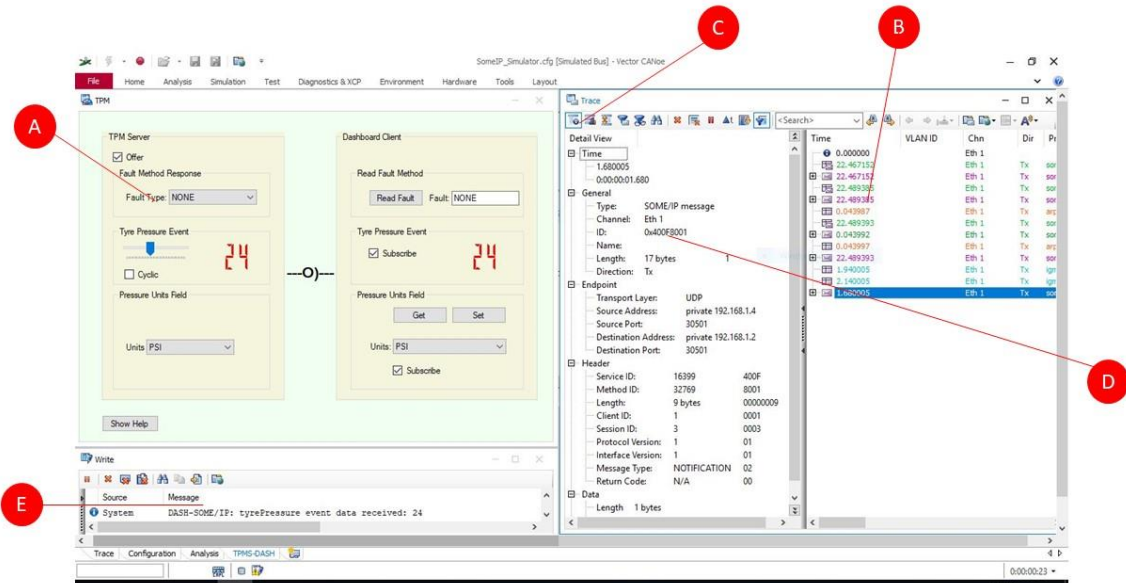 C
B
SomeIP_Simulator.cfg [Simulated Bus] - Vector CANoe
File Home Analysis Simulation Test Diagnostics & XCP Environment Hardware Tools Layout
A
TPM
TPM Server
Offer
Fault Method Response
Fault Type: NONE
Tyre Pressure Event
24
Cyclic
Pressure Units Field
Units PSI
---O)---
Dashboard Client
Read Fault Method
Read Fault Fault: NONE
Tyre Pressure Event
Subscribe
24
Pressure Units Field
Get Set
Units: PSI
Subscribe
Show Help
Trace
<Search>
Detail View
Time
1.680005
0:00:00:01.680
General
Type: SOME/IP message
Channel: Eth 1
ID: 0x400F8001
Name:
Length: 17 bytes 1
Direction: Tx
Endpoint
Transport Layer: UDP
Source Address: private 192.168.1.4
Source Port: 30501
Destination Address: private 192.168.1.2
Destination Port: 30501
Header
Service ID: 16399 400F
Method ID: 32769 8001
Length: 9 bytes 00000009
Client ID: 1 0001
Session ID: 3 0003
Protocol Version: 1 01
Interface Version: 1 01
Message Type: NOTIFICATION 02
Return Code: N/A 00
Data
Length 1 bytes
Time VLAN ID Chn Dir
0.000000 Eth 1
22.467152 Eth 1 Tx
22.467152 Eth 1 Tx
22.489385 Eth 1 Tx
22.489385 Eth 1 Tx
0.043987 Eth 1 Tx arp
22.489393 Eth 1 Tx
0.043992 Eth 1 Tx
0.043997 Eth 1 Tx arp
22.489393 Eth 1 Tx
1.940005 Eth 1 Tx
2.140005 Eth 1 Tx
1.680005 Eth 1 Tx
D
Write
Source Message
E
System DASH-SOME/IP: tyrePressure event data received: 24
Trace Configuration Analysis TPMS-DASH
0:00:00:23